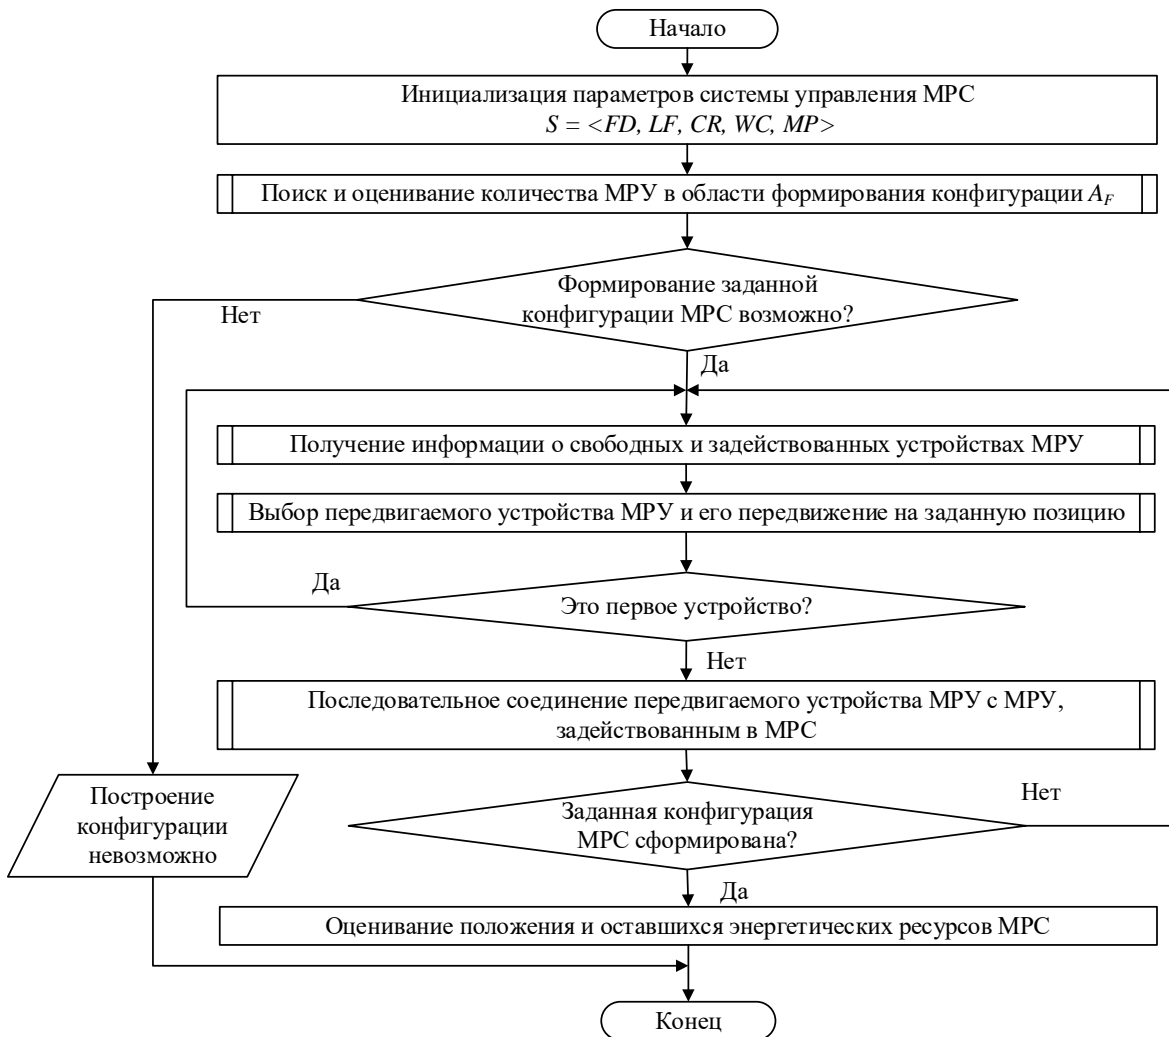 Начало
Инициализация параметров системы управления МРС
S = <FD, LF, CR, WC, MP>
Поиск и оценивание количества МРУ в области формирования конфигурации A_F
Формирование заданной
конфигурации МРС возможно?
Нет
Да
Получение информации о свободных и задействованных устройствах МРУ
Выбор передвигаемого устройства МРУ и его передвижение на заданную позицию
Да
Это первое устройство?
Нет
Последовательное соединение передвигаемого устройства МРУ с МРУ,
задействованным в МРС
Построение
конфигурации
невозможно
Заданная конфигурация
МРС сформирована?
Нет
Да
Оценивание положения и оставшихся энергетических ресурсов МРС
Конец